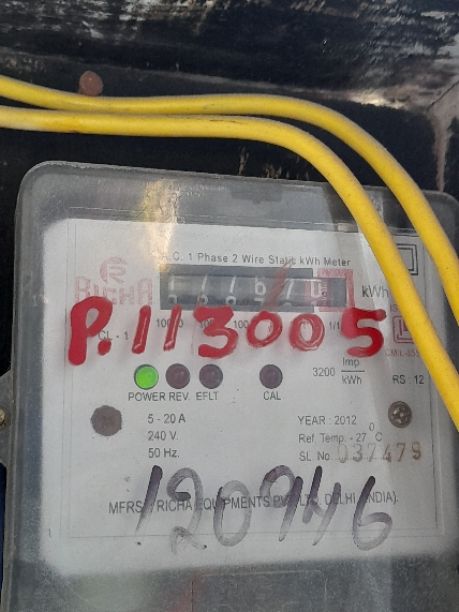 A.C. 1 Phase 2 Wire Static kWh Meter
RICHA
kWh
P.113005
CL - 1
3200 Imp/kWh
RS : 12
POWER REV. EFLT CAL
5 - 20 A
240 V.
50 Hz.
YEAR : 2012
Ref. Temp. - 27°C
SL No. 037479
120946
MFRS : RICHA EQUIPMENTS PVT. LTD. DELHI (INDIA).